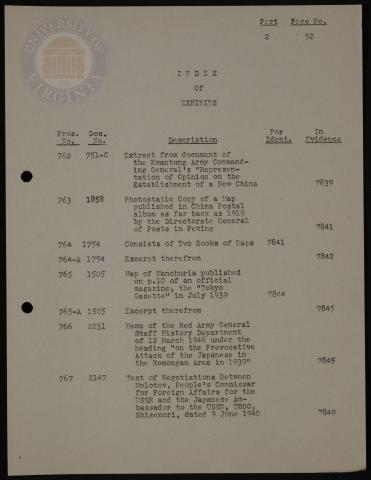 UNIVERSITY OF VIRGINIA
Part Page No.
2 92
INDEX
Of
EXHIBITS
Pros. Doc. For In
No. No. Description Ident. Evidence
762 751-C Extract from document of
the Kwantung Army Command-
ing General's "Represen-
tation of Opinion on the
Establishment of a New China 7839
763 1858 Photostatic Copy of a Map
published in China Postal
album as far back as 1919
by the Directorate General
of Posts in Peking 7841
764 1754 Consists of Two Books of Maps 7841
764-A 1754 Excerpt therefrom 7842
765 1505 Map of Manchuria published
on p.10 of an official
magazine, the "Tokyo
Gazette" in July 1939 7844
765-A 1505 Excerpt therefrom 7845
766 2231 Memo of the Red Army General
Staff History Department
of 12 March 1946 under the
heading "on the Provocative
Attack of the Japanese in
the Nomongan Area in 1939" 7845
767 2147 Text of Negotiations Between
Molotov, People's Commissar
for Foreign Affairs for the
USSR and the Japanese Am-
bassador to the USSR, TOGO,
Shigenori, dated 9 June 1940 7849